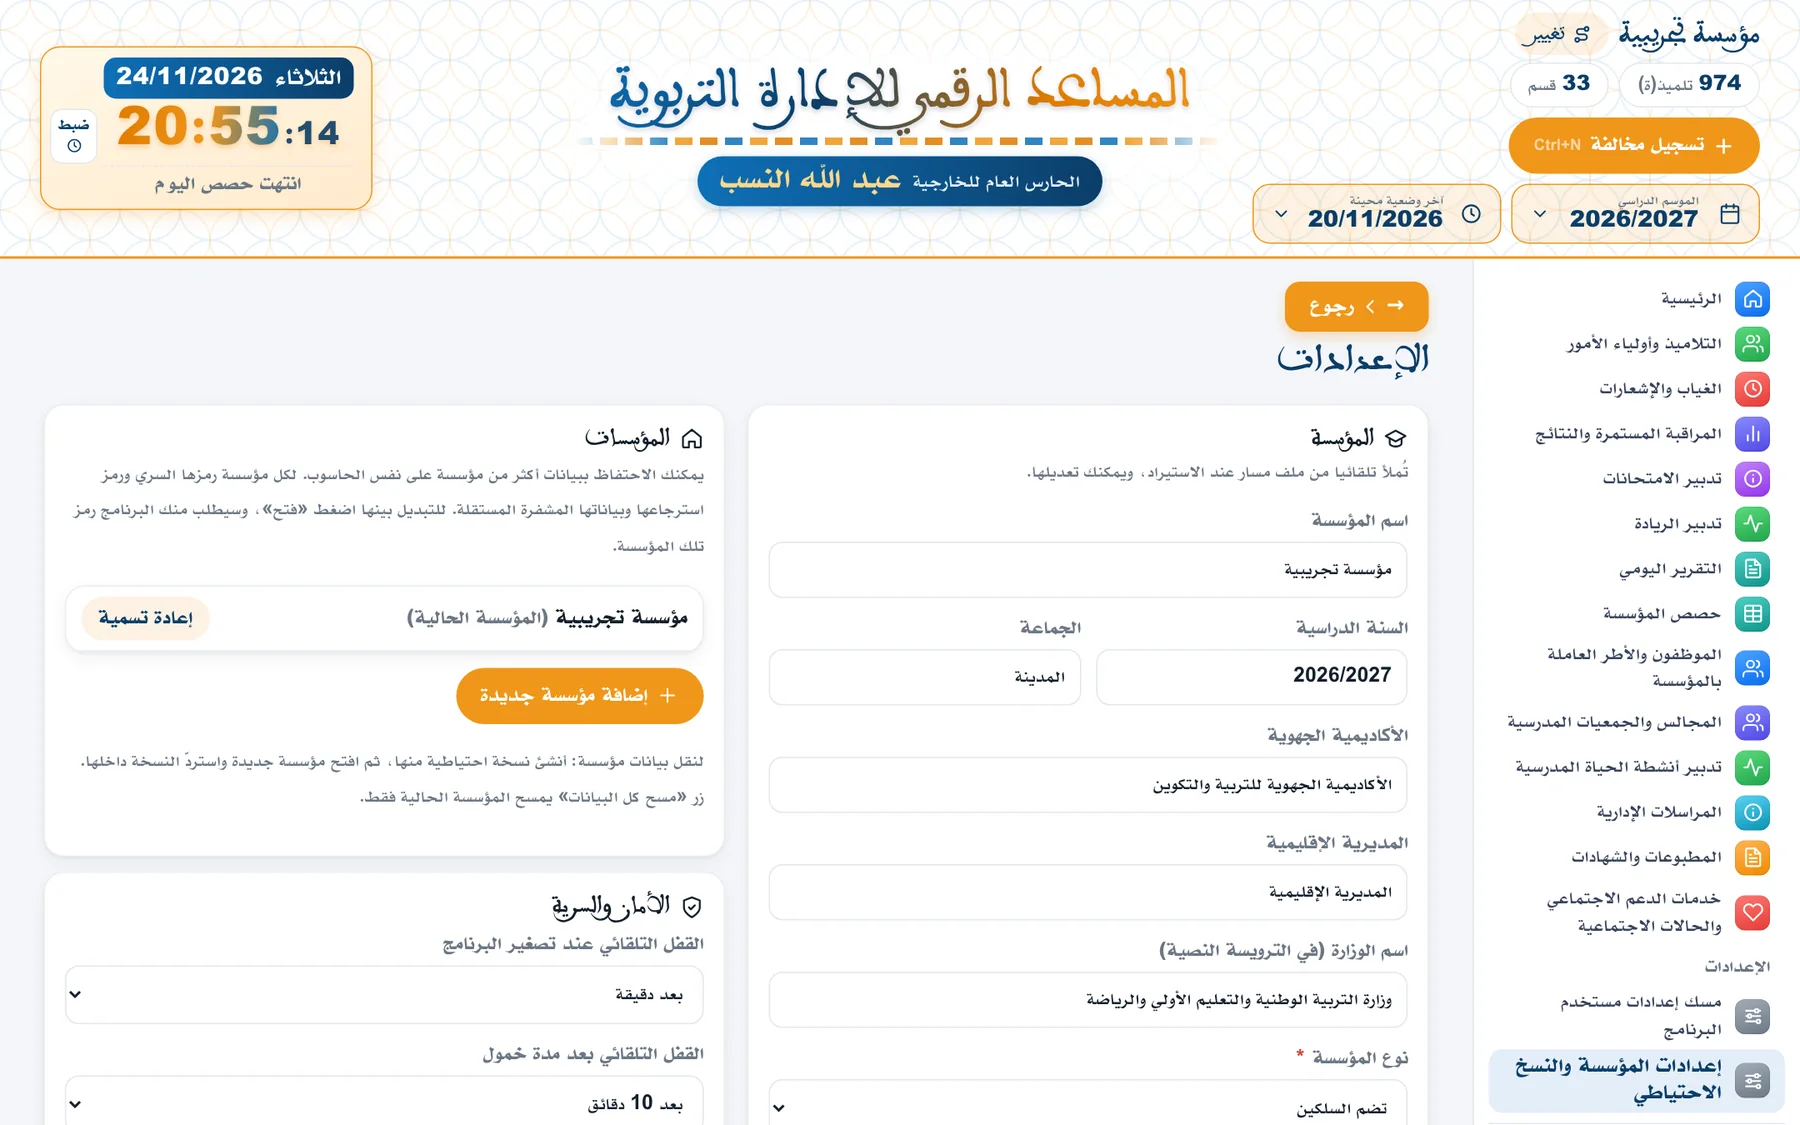 مؤسسة تجريبية
تغيير
974 تلميذ(ة)
33 قسم
+ تسجيل مخالفة Ctrl+N
الموسم الدراسي
2026/2027
آخر وضعية محينة
20/11/2026
المساعد الرقمي للإدارة التربوية
الحارس العام للخارجية عبد الله النسب
الثلاثاء 24/11/2026
20:55:14
ضبط
انتهت حصص اليوم
الرئيسية
التلاميذ وأولياء الأمور
الغياب والإشعارات
المراقبة المستمرة والنتائج
تدبير الامتحانات
تدبير الريادة
التقرير اليومي
حصص المؤسسة
الموظفون والأطر العاملة
بالمؤسسة
المجالس والجمعيات المدرسية
تدبير أنشطة الحياة المدرسية
المراسلات الإدارية
المطبوعات والشهادات
خدمات الدعم الاجتماعي
والحالات الاجتماعية
الإعدادات
مسك إعدادات مستخدم
البرنامج
إعدادات المؤسسة والنسخ
الاحتياطي
→ رجوع
الإعدادات
المؤسسة
تُملأ تلقائيا من ملف مسار عند الاستيراد، ويمكنك تعديلها.
اسم المؤسسة
مؤسسة تجريبية
السنة الدراسية
2026/2027
الجماعة
المدينة
الأكاديمية الجهوية
الأكاديمية الجهوية للتربية والتكوين
المديرية الإقليمية
المديرية الإقليمية
اسم الوزارة (في الترويسة النصية)
وزارة التربية الوطنية والتعليم الأولي والرياضة
نوع المؤسسة *
تضم السلكين
المؤسسات
يمكنك الاحتفاظ ببيانات أكثر من مؤسسة على نفس الحاسوب. لكل مؤسسة رمزها السري ورمز
استرجاعها وبياناتها المشفرة المستقلة. للتبديل بينها اضغط «فتح»، وسيطلب منك البرنامج رمز
تلك المؤسسة.
مؤسسة تجريبية (المؤسسة الحالية)
إعادة تسمية
+ إضافة مؤسسة جديدة
لنقل بيانات مؤسسة: أنشئ نسخة احتياطية منها، ثم افتح مؤسسة جديدة واستردّ النسخة داخلها.
زر «مسح كل البيانات» يمسح المؤسسة الحالية فقط.
الأمان والسرية
القفل التلقائي عند تصغير البرنامج
بعد دقيقة
القفل التلقائي بعد مدة خمول
بعد 10 دقائق